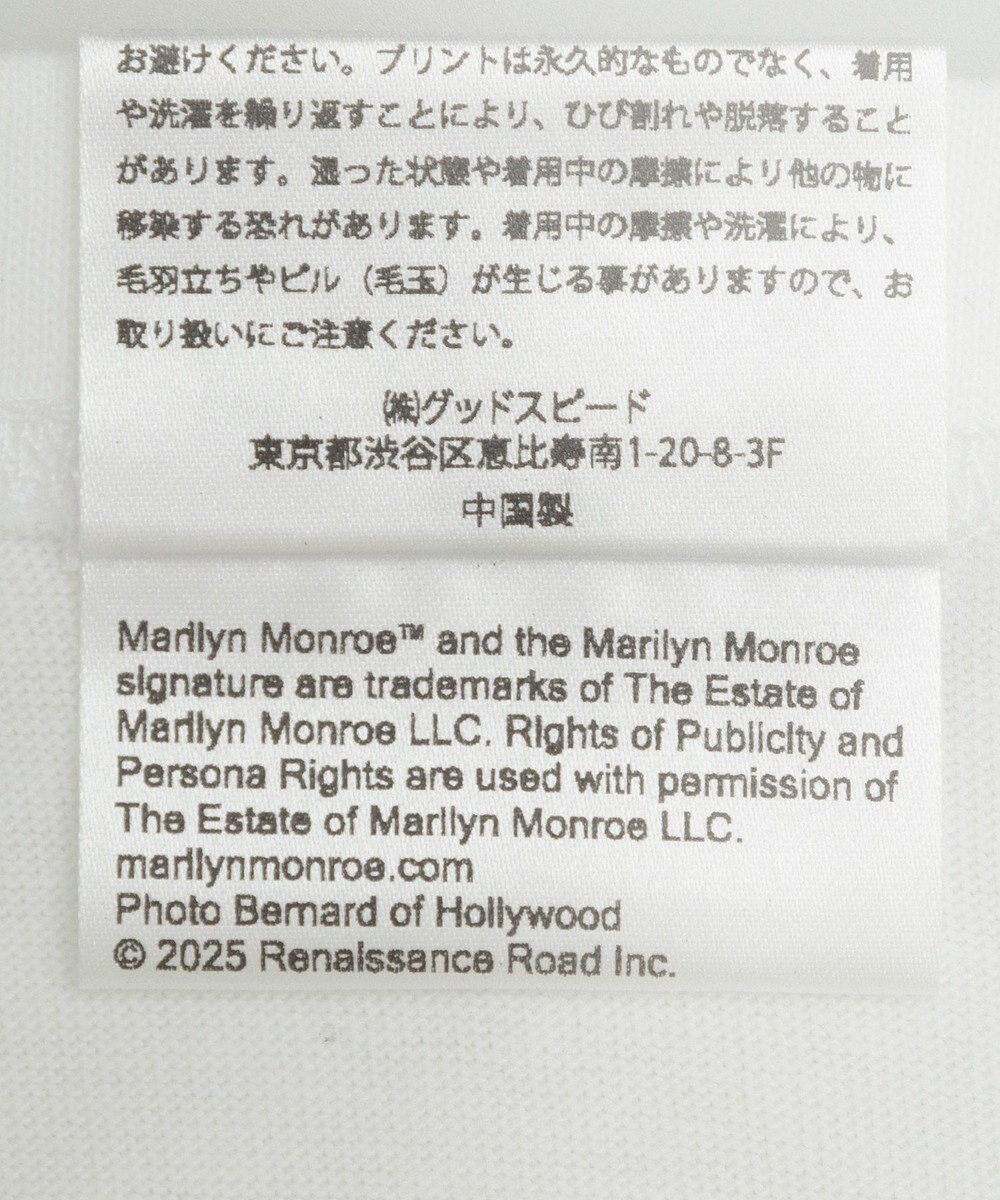 お避けください。プリントは永久的なものでなく、着用
や洗濯を繰り返すことにより、ひび割れや脱落すること
があります。湿った状態や着用中の摩擦により他の物に
移染する恐れがあります。着用中の摩擦や洗濯により、
毛羽立ちやピル（毛玉）が生じる事がありますので、お
取り扱いにご注意ください。
㈱グッドスピード
東京都渋谷区恵比寿南1-20-8-3F
中国製
Marilyn Monroe™ and the Marilyn Monroe
signature are trademarks of The Estate of
Marilyn Monroe LLC. Rights of Publicity and
Persona Rights are used with permission of
The Estate of Marilyn Monroe LLC.
marilynmonroe.com
Photo Bernard of Hollywood
© 2025 Renaissance Road Inc.